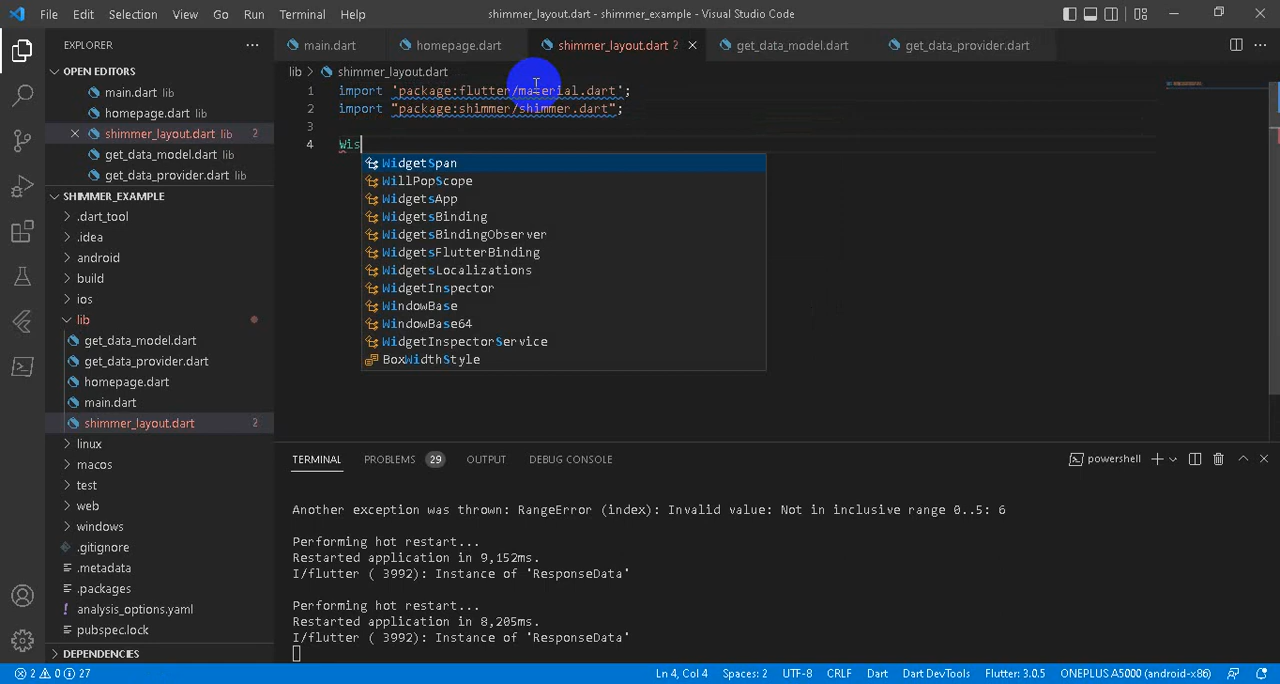 File Edit Selection View Go Run Terminal Help
shimmer_layout.dart - shimmer_example - Visual Studio Code
EXPLORER
OPEN EDITORS
main.dart lib
homepage.dart lib
shimmer_layout.dart lib 2
get_data_model.dart lib
get_data_provider.dart lib
SHIMMER_EXAMPLE
.dart_tool
.idea
android
build
ios
lib
get_data_model.dart
get_data_provider.dart
homepage.dart
main.dart
shimmer_layout.dart 2
linux
macos
test
web
windows
.gitignore
.metadata
.packages
analysis_options.yaml
pubspec.lock
DEPENDENCIES
main.dart homepage.dart shimmer_layout.dart 2 get_data_model.dart get_data_provider.dart
lib > shimmer_layout.dart
1 import 'package:flutter/material.dart';
2 import "package:shimmer/shimmer.dart";
3
4 Wis
WidgetSpan
WillPopScope
WidgetsApp
WidgetsBinding
WidgetsBindingObserver
WidgetsFlutterBinding
WidgetsLocalizations
WidgetInspector
WindowBase
WindowBase64
WidgetInspectorService
BoxWidthStyle
TERMINAL PROBLEMS 29 OUTPUT DEBUG CONSOLE
powershell
Another exception was thrown: RangeError (index): Invalid value: Not in inclusive range 0..5: 6
Performing hot restart...
Restarted application in 9,152ms.
I/flutter ( 3992): Instance of 'ResponseData'
Performing hot restart...
Restarted application in 8,205ms.
I/flutter ( 3992): Instance of 'ResponseData'
2 0 27
Ln 4, Col 4 Spaces: 2 UTF-8 CRLF Dart Dart DevTools Flutter: 3.0.5 ONEPLUS A5000 (android-x86)